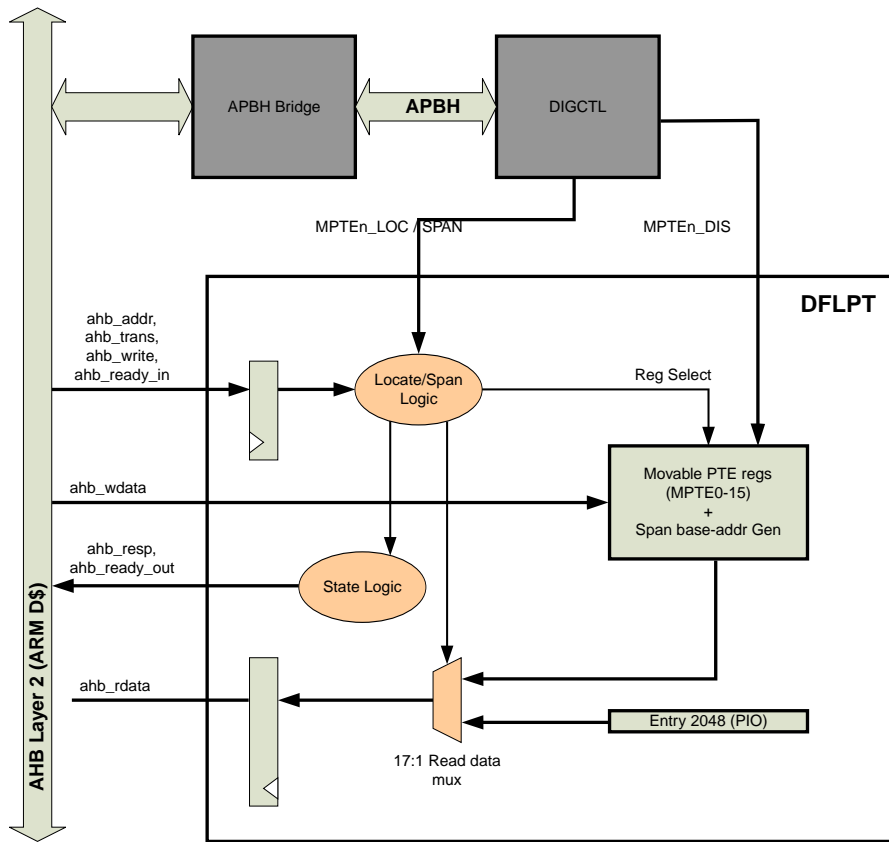 APBH Bridge
APBH
DIGCTL
MPTEn_LOC / SPAN
MPTEn_DIS
DFLPT
ahb_addr,
ahb_trans,
ahb_write,
ahb_ready_in
Locate/Span
Logic
Reg Select
Movable PTE regs
(MPTE0-15)
+
Span base-addr Gen
ahb_wdata
ahb_resp,
ahb_ready_out
State Logic
ahb_rdata
Entry 2048 (PIO)
17:1 Read data
mux
AHB Layer 2 (ARM D$)